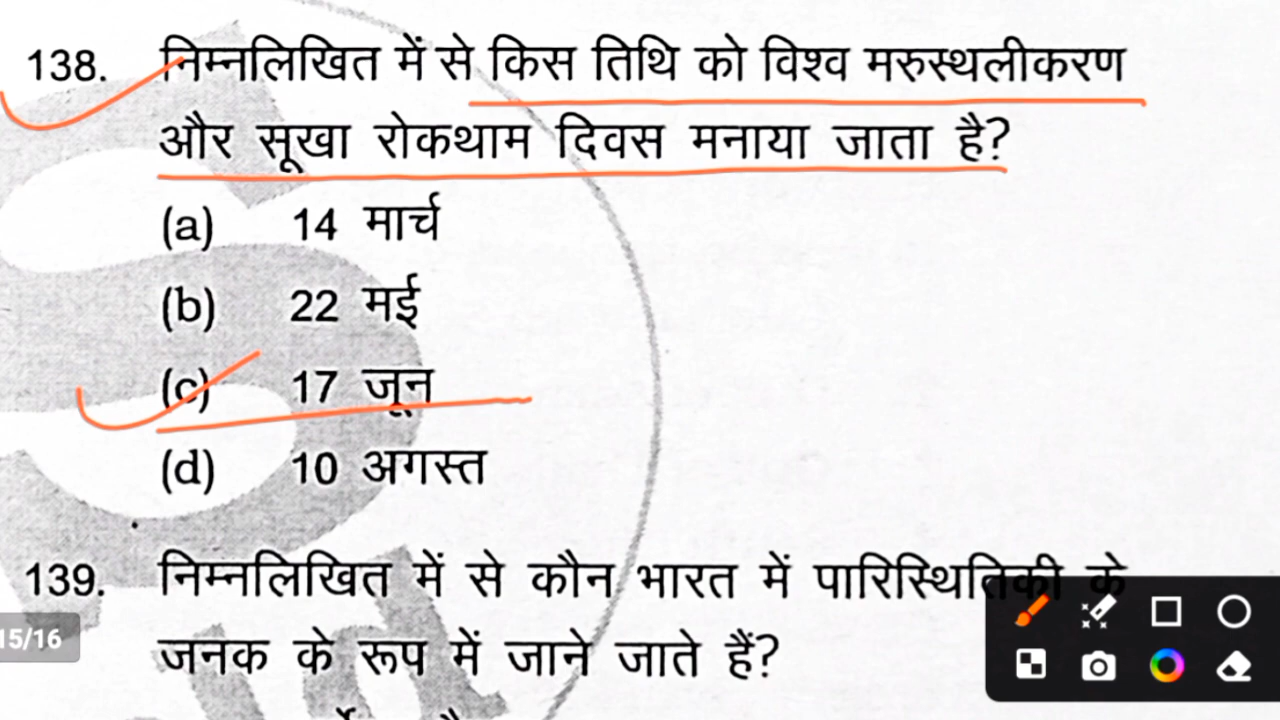 138. निम्नलिखित में से किस तिथि को विश्व मरुस्थलीकरण
और सूखा रोकथाम दिवस मनाया जाता है?
(a) 14 मार्च
(b) 22 मई
(c) 17 जून
(d) 10 अगस्त
139. निम्नलिखित में से कौन भारत में पारिस्थितिकी के
15/16
जनक के रूप में जाने जाते हैं?